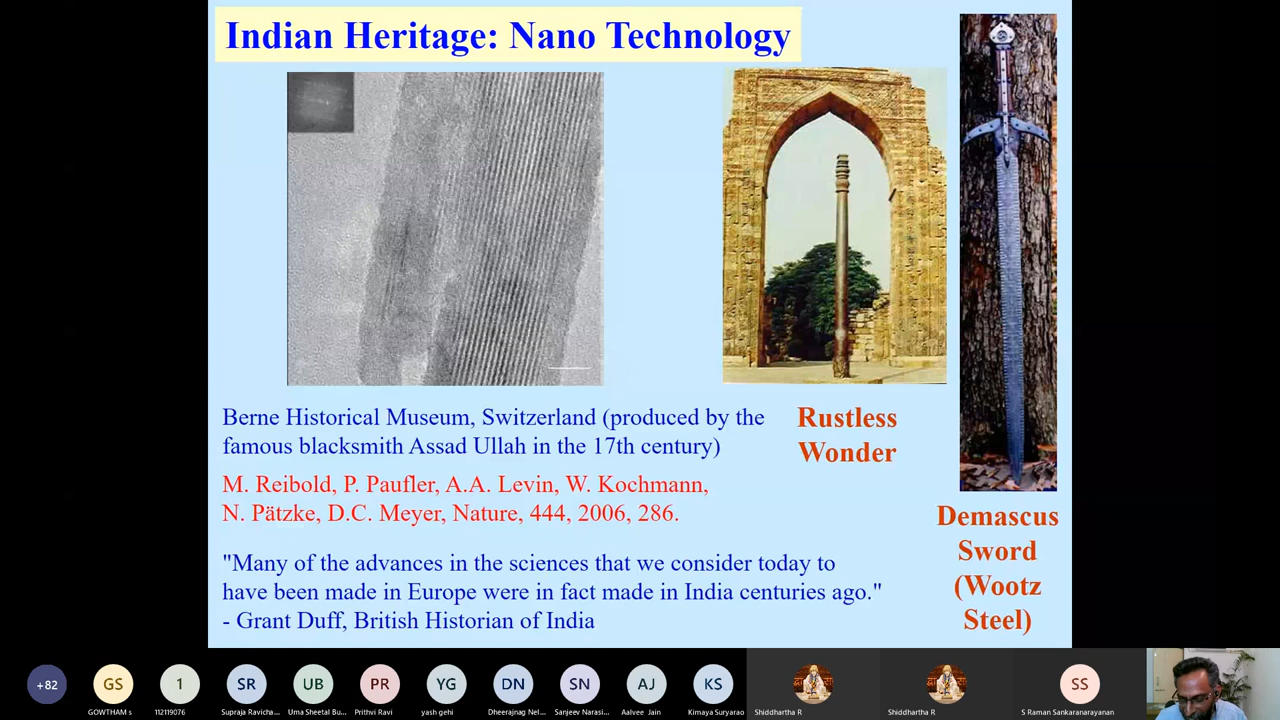 Indian Heritage: Nano Technology
Berne Historical Museum, Switzerland (produced by the
famous blacksmith Assad Ullah in the 17th century)
M. Reibold, P. Paufler, A.A. Levin, W. Kochmann,
N. Pätzke, D.C. Meyer, Nature, 444, 2006, 286.
"Many of the advances in the sciences that we consider today to
have been made in Europe were in fact made in India centuries ago."
- Grant Duff, British Historian of India
Rustless
Wonder
Demascus
Sword
(Wootz
Steel)
+82
GS
1
SR
UB
PR
YG
DN
SN
AJ
KS
SS
GOWTHAM s
112119076
Supraja Ravicha...
Uma Sheetal Bu...
Prithvi Ravi
yash gehi
Dheerajnag Nel...
Sanjeev Narasi...
Aalvee Jain
Kimaya Suryarao
Shiddhartha R
Shiddhartha R
S Raman Sankaranarayanan